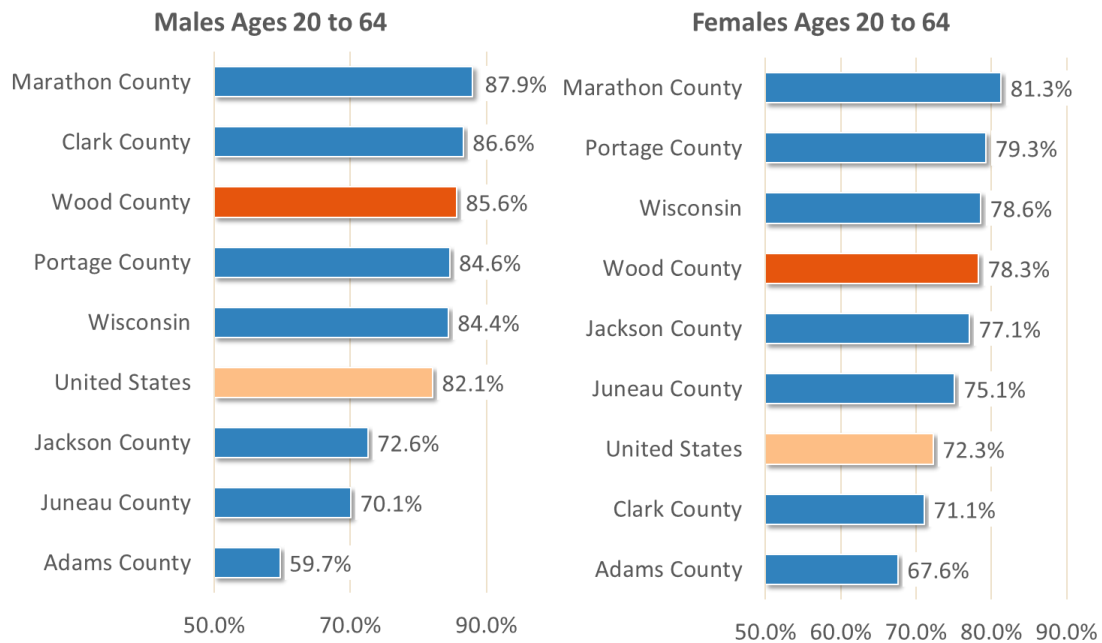 Males Ages 20 to 64
Marathon County 87.9%
Clark County 86.6%
Wood County 85.6%
Portage County 84.6%
Wisconsin 84.4%
United States 82.1%
Jackson County 72.6%
Juneau County 70.1%
Adams County 59.7%
50.0% 70.0% 90.0%
Females Ages 20 to 64
Marathon County 81.3%
Portage County 79.3%
Wisconsin 78.6%
Wood County 78.3%
Jackson County 77.1%
Juneau County 75.1%
United States 72.3%
Clark County 71.1%
Adams County 67.6%
50.0% 60.0% 70.0% 80.0% 90.0%